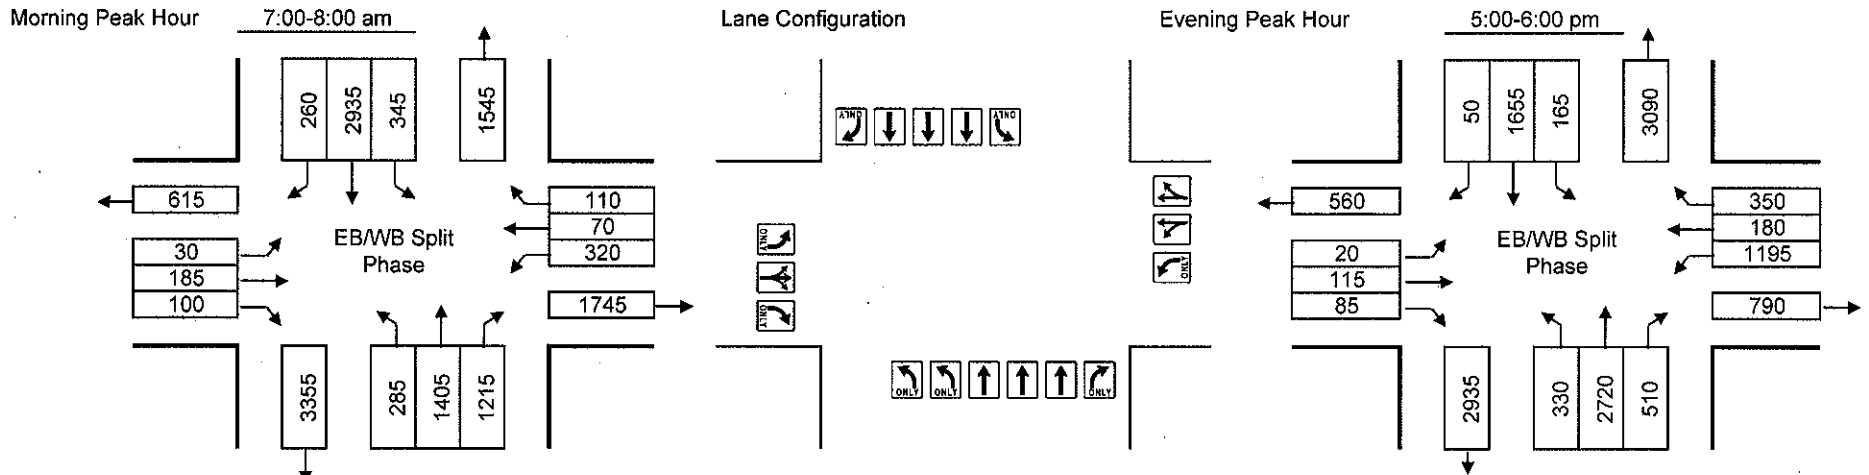 Morning Peak Hour 7:00-8:00 am
260 2935 345 1545
615
30
185
100
EB/WB Split
Phase
110
70
320
1745
3355
285 1405 1215
Lane Configuration
ONLY ONLY
ONLY
ONLY
ONLY
ONLY ONLY ONLY
Evening Peak Hour 5:00-6:00 pm
50 1655 165 3090
560
20
115
85
EB/WB Split
Phase
350
180
1195
790
2935
330 2720 510